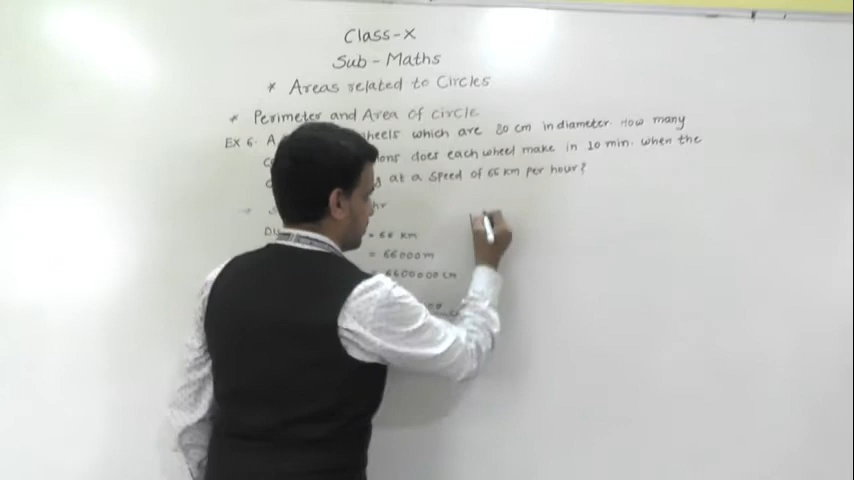 Class-X
Sub - Maths
* Areas related to Circles
* Perimeter and Area of circle
EX 6. A wheels which are 80 cm in diameter. How many
does each wheel make in 10 min. when the
at a speed of 66 km per hour?
→ hr
= 66 km
= 66000m
= 6600000 cm